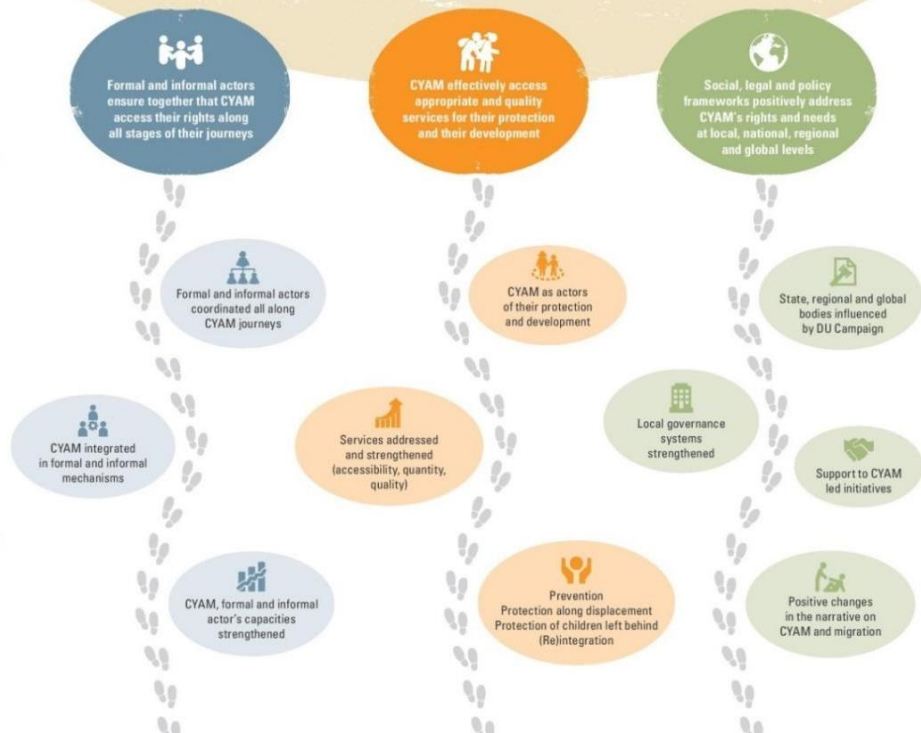 Formal and informal actors
ensure together that CYAM
access their rights along
all stages of their journeys
CYAM effectively access
appropriate and quality
services for their protection
and their development
Social, legal and policy
frameworks positively address
CYAM's rights and needs
at local, national, regional
and global levels
Formal and informal actors
coordinated all along
CYAM journeys
CYAM as actors
of their protection
and development
State, regional and global
bodies influenced
by DU Campaign
CYAM integrated
in formal and informal
mechanisms
Services addressed
and strengthened
(accessibility, quantity,
quality)
Local governance
systems
strengthened
Support to CYAM
led initiatives
CYAM, formal and informal
actor's capacities
strengthened
Prevention
Protection along displacement
Protection of children left behind
(Re)integration
Positive changes
in the narrative on
CYAM and migration